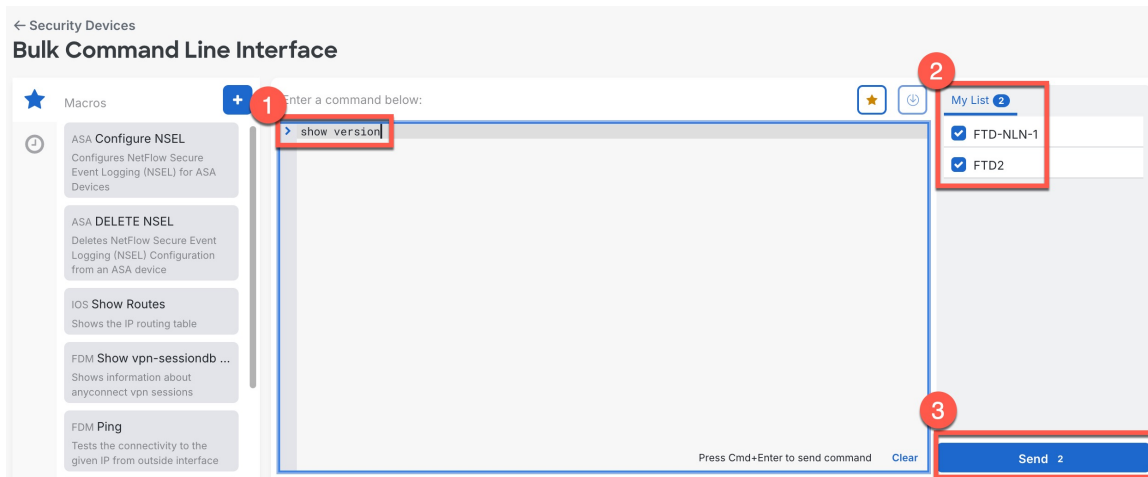 ← Security Devices
Bulk Command Line Interface
Macros
+
1
Enter a command below:
2
My List 2
ASA Configure NSEL
Configures NetFlow Secure
Event Logging (NSEL) for ASA
Devices
> show version
FTD-NLN-1
FTD2
ASA DELETE NSEL
Deletes NetFlow Secure Event
Logging (NSEL) Configuration
from an ASA device
IOS Show Routes
Shows the IP routing table
FDM Show vpn-sessiondb ...
Shows information about
anyconnect vpn sessions
FDM Ping
Tests the connectivity to the
given IP from outside interface
Press Cmd+Enter to send command Clear
3
Send 2